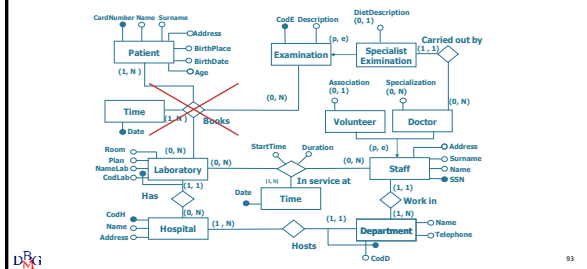 CardNumber Name Surname
Address
Patient
BirthPlace
BirthDate
Age
(1, N)
CodE Description
Examination
(p, e)
DietDescription
(0, 1)
Specialist
Eximination
(1 , 1)
Carried out by
(0, N)
Association
(0, 1)
Specialization
(0, N)
Volunteer
Doctor
(0, N)
Time
(1, N)
Books
Date
(0, N)
(p, e)
Room
Plan
NameLab
CodLab
Laboratory
(0, N)
StartTime
Duration
(1, N)
In service at
(0, N)
Staff
Address
Surname
Name
SSN
Has
(1, 1)
Date
Time
(1, 1)
Work in
(0, N)
CodH
Name
Address
Hospital
(1 , N)
Hosts
(1, 1)
(1, N)
Department
Name
Telephone
CodD
DBMG
93